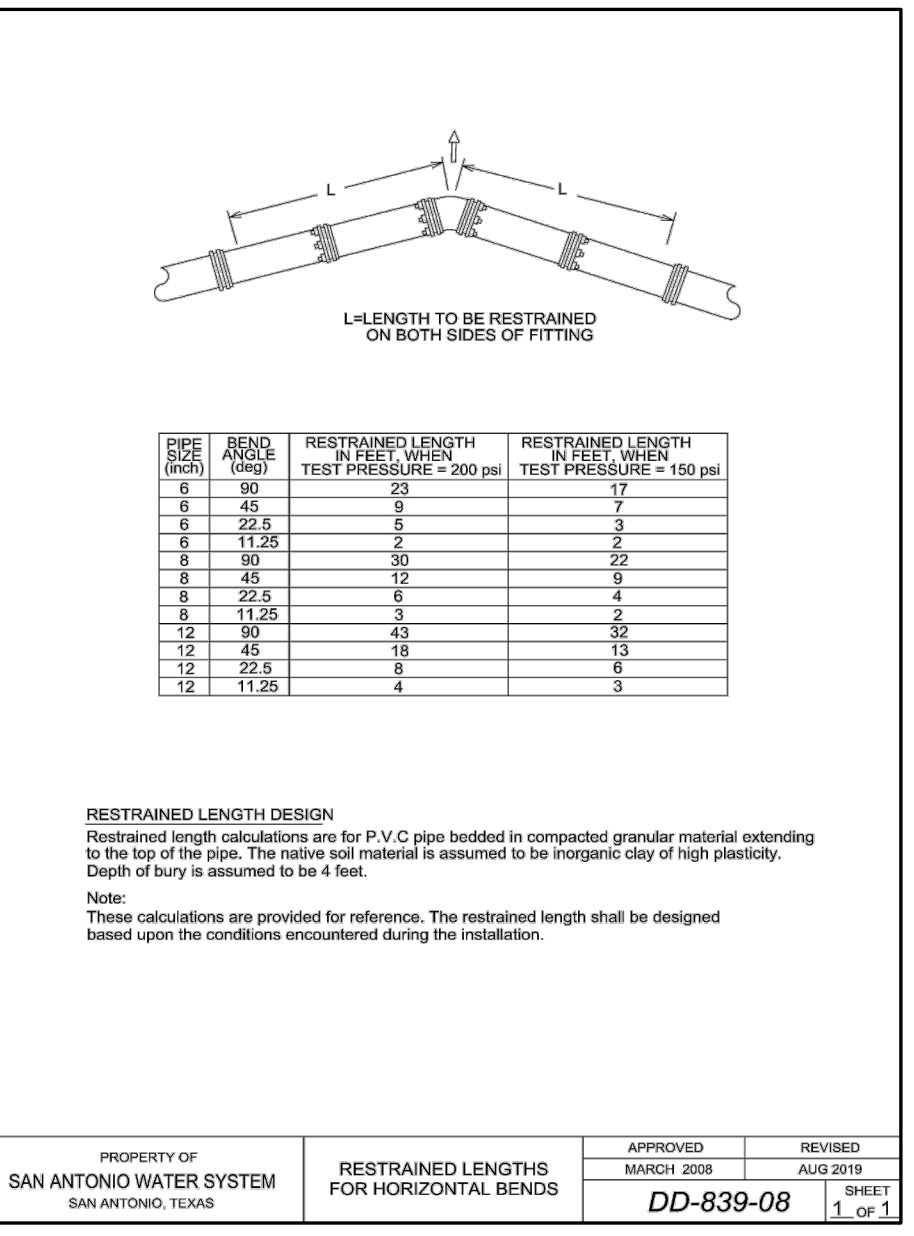 L
L
L=LENGTH TO BE RESTRAINED
ON BOTH SIDES OF FITTING
PIPE SIZE (inch) BEND ANGLE (deg) RESTRAINED LENGTH IN FEET, WHEN TEST PRESSURE = 200 psi RESTRAINED LENGTH IN FEET, WHEN TEST PRESSURE = 150 psi
6 90 23 17
6 45 9 7
6 22.5 5 3
6 11.25 2 2
8 90 30 22
8 45 12 9
8 22.5 6 4
8 11.25 3 2
12 90 43 32
12 45 18 13
12 22.5 8 6
12 11.25 4 3
RESTRAINED LENGTH DESIGN
Restrained length calculations are for P.V.C pipe bedded in compacted granular material extending
to the top of the pipe. The native soil material is assumed to be inorganic clay of high plasticity.
Depth of bury is assumed to be 4 feet.
Note:
These calculations are provided for reference. The restrained length shall be designed
based upon the conditions encountered during the installation.
PROPERTY OF
SAN ANTONIO WATER SYSTEM
SAN ANTONIO, TEXAS
RESTRAINED LENGTHS
FOR HORIZONTAL BENDS
APPROVED
MARCH 2008
REVISED
AUG 2019
DD-839-08
SHEET
1 OF 1